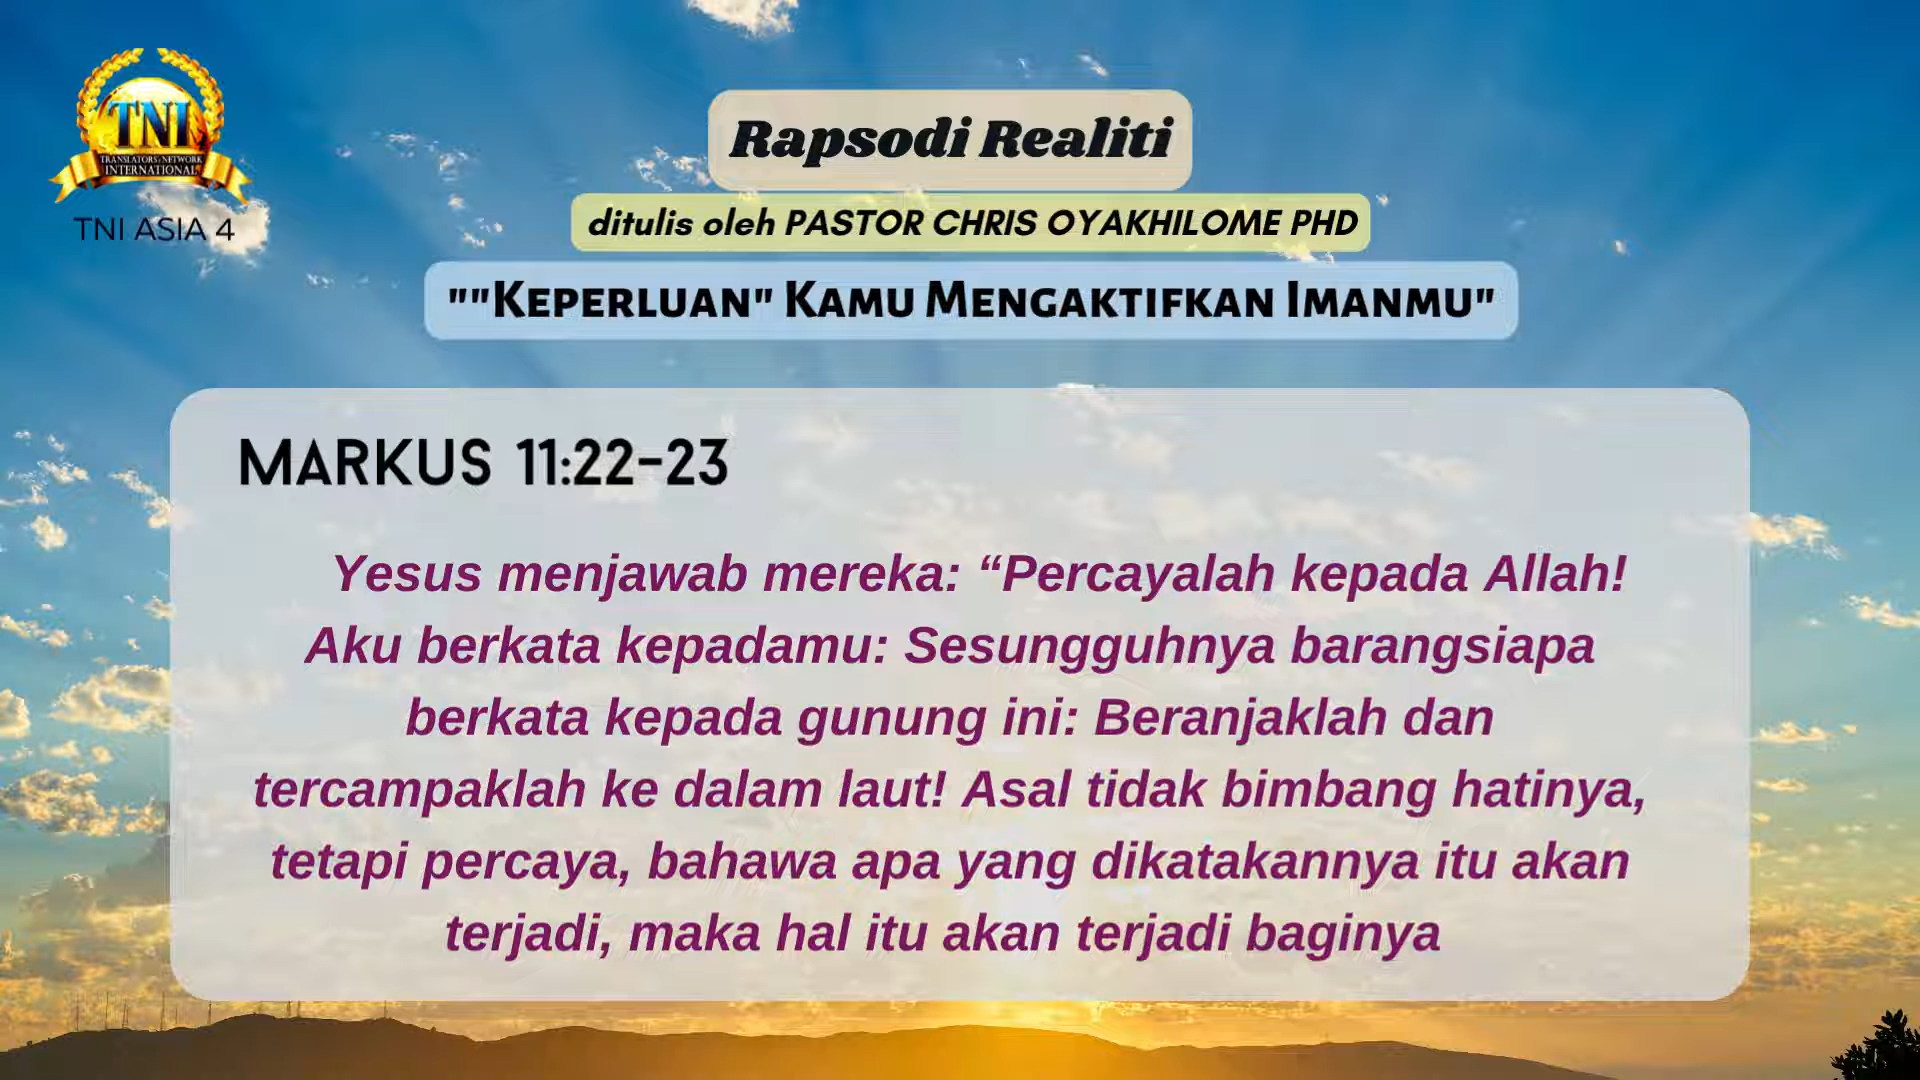 TNI
TRANSLATORS NETWORK
INTERNATIONAL
TNI ASIA 4
Rapsodi Realiti
ditulis oleh PASTOR CHRIS OYAKHILOME PHD
""Keperluan" Kamu Mengaktifkan Imanmu"
MARKUS 11:22-23
Yesus menjawab mereka: “Percayalah kepada Allah!
Aku berkata kepadamu: Sesungguhnya barangsiapa
berkata kepada gunung ini: Beranjaklah dan
tercampaklah ke dalam laut! Asal tidak bimbang hatinya,
tetapi percaya, bahawa apa yang dikatakannya itu akan
terjadi, maka hal itu akan terjadi baginya